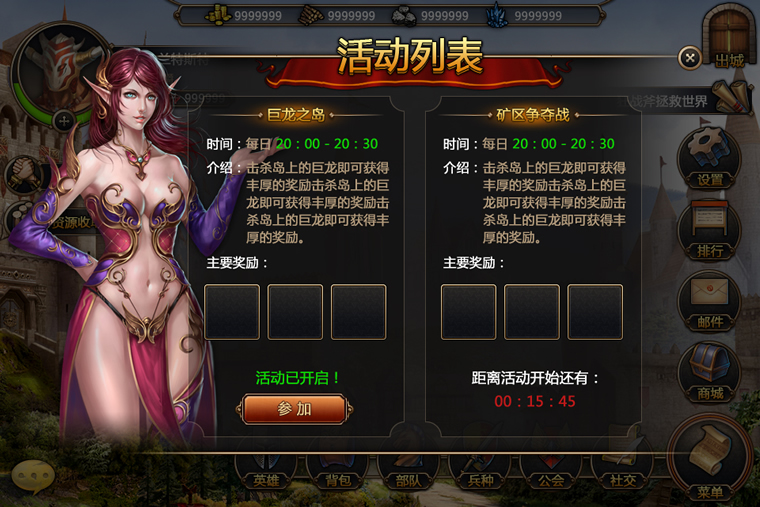 9999999
9999999
9999999
9999999
活动列表
兰特斯特
出城
战斧拯救世界
巨龙之岛
时间：每日 20：00 - 20：30
介绍：击杀岛上的巨龙即可获得
丰厚的奖励击杀岛上的巨
龙即可获得丰厚的奖励击
杀岛上的巨龙即可获得丰
厚的奖励。
主要奖励：
活动已开启！
参加
矿区争夺战
时间：每日 20：00 - 20：30
介绍：击杀岛上的巨龙即可获得
丰厚的奖励击杀岛上的巨
龙即可获得丰厚的奖励击
杀岛上的巨龙即可获得丰
厚的奖励。
主要奖励：
距离活动开始还有：
00：15：45
资源收
设置
排行
邮件
商城
菜单
英雄
背包
部队
兵种
公会
社交